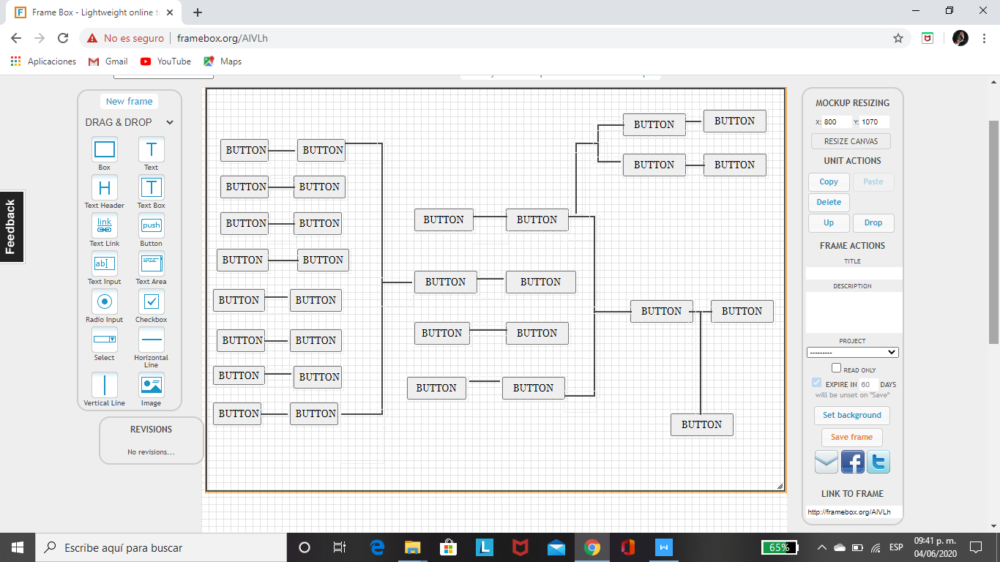 Frame Box - Lightweight online t
No es seguro
framebox.org/AlVLh
Aplicaciones
Gmail
YouTube
Maps
Feedback
New frame
DRAG & DROP
Box
Text
Text Header
Text Box
link
push
Text Link
Button
ab
Text Input
Text Area
Radio Input
Checkbox
Select
Horizontal
Line
Vertical Line
Image
REVISIONS
No revisions...
BUTTON
BUTTON
BUTTON BUTTON
BUTTON BUTTON
BUTTON BUTTON
BUTTON BUTTON
BUTTON BUTTON
BUTTON BUTTON
BUTTON BUTTON
BUTTON BUTTON
BUTTON BUTTON
BUTTON BUTTON
BUTTON BUTTON
BUTTON BUTTON
BUTTON BUTTON
BUTTON BUTTON
BUTTON
MOCKUP RESIZING
X: 800 Y: 1070
RESIZE CANVAS
UNIT ACTIONS
Copy Paste
Delete
Up Drop
FRAME ACTIONS
TITLE
DESCRIPTION
PROJECT
---------
READ ONLY
EXPIRE IN 60 DAYS
will be unset on "Save"
Set background
Save frame
LINK TO FRAME
http://framebox.org/AlVLh
Escribe aquí para buscar
65%
ESP
09:41 p. m.
04/06/2020